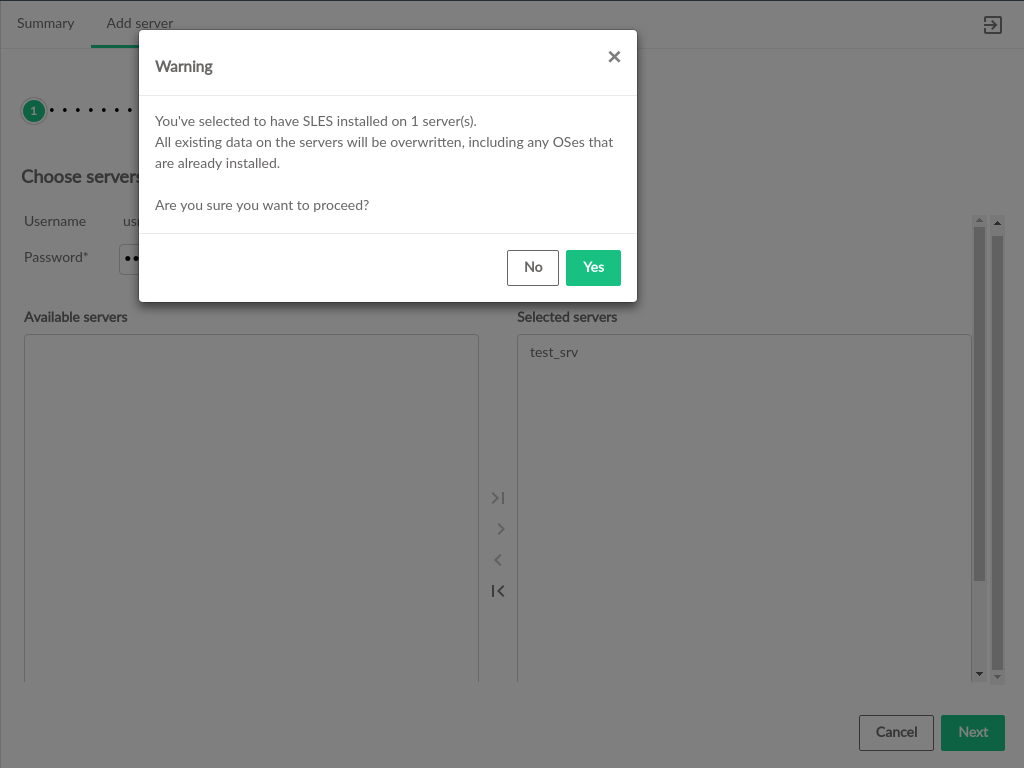 Summary
Add server
Warning
1
You've selected to have SLES installed on 1 server(s).
All existing data on the servers will be overwritten, including any OSes that
are already installed.
Are you sure you want to proceed?
No
Yes
Choose servers
Username
Password*
Available servers
Selected servers
test_srv
Cancel
Next